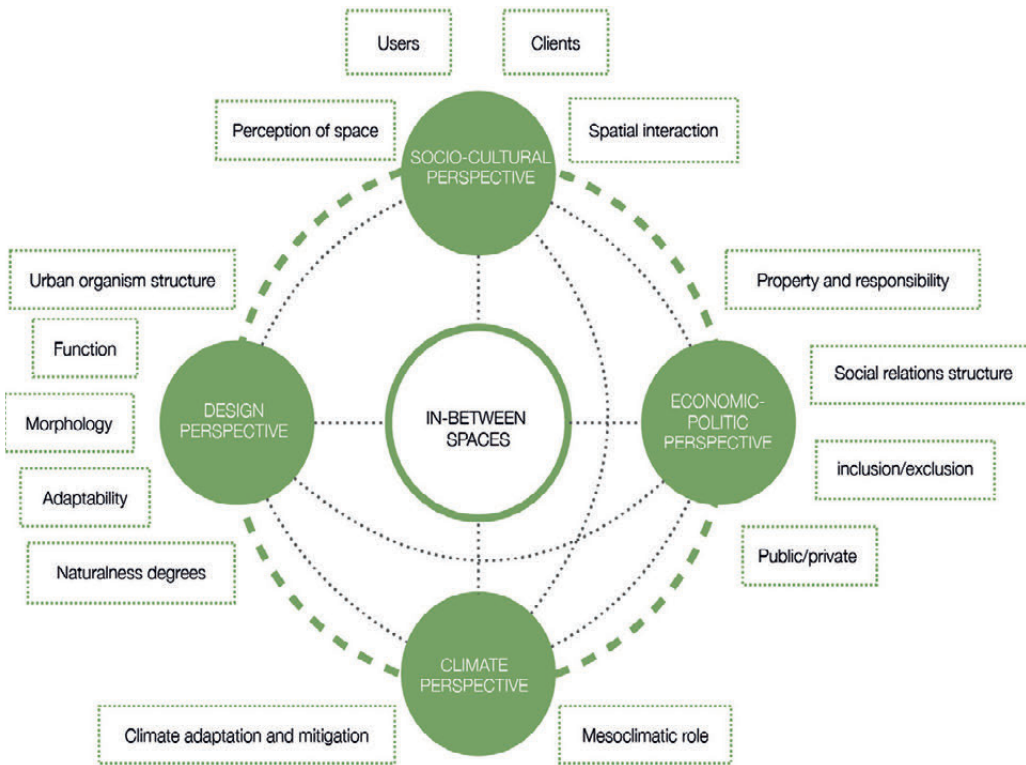 Users
Clients
Perception of space
Spatial interaction
SOCIO-CULTURAL
PERSPECTIVE
Urban organism structure
Property and responsibility
Function
Social relations structure
DESIGN
PERSPECTIVE
IN-BETWEEN
SPACES
ECONOMIC-
POLITIC
PERSPECTIVE
Morphology
inclusion/exclusion
Adaptability
Public/private
Naturalness degrees
CLIMATE
PERSPECTIVE
Climate adaptation and mitigation
Mesoclimatic role